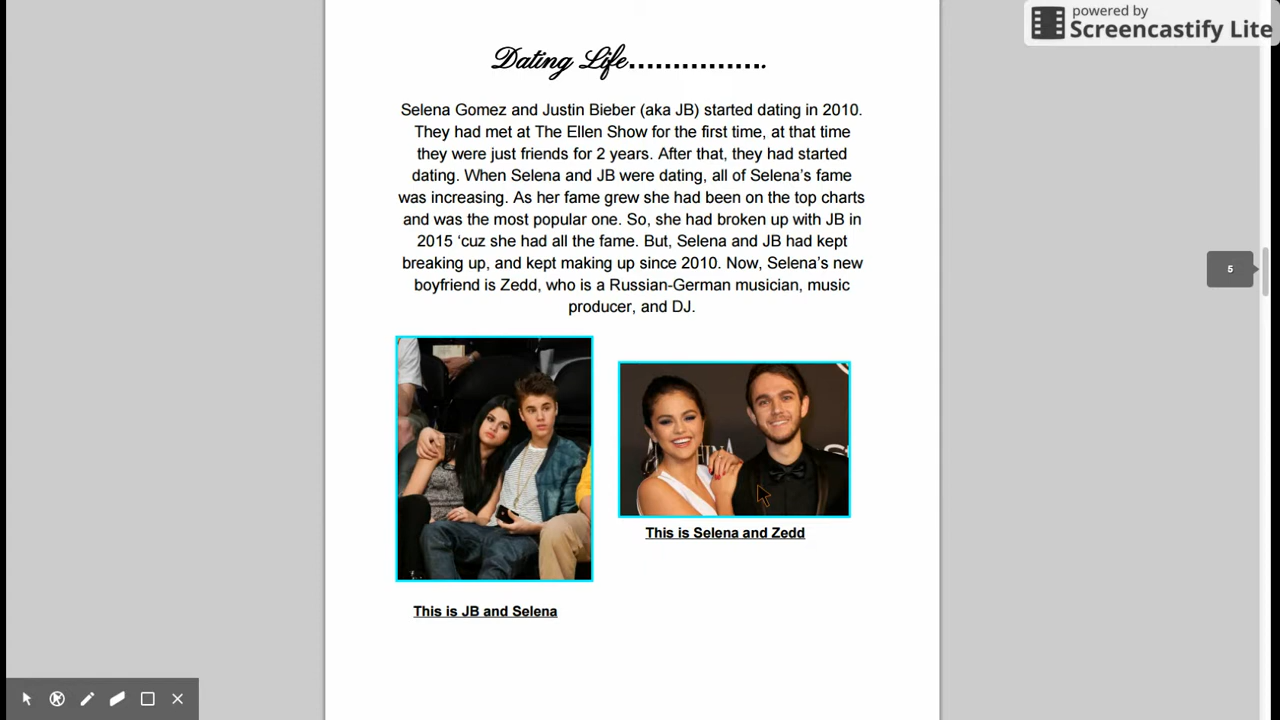 powered by
Screencastify Lite
Dating Life...............
Selena Gomez and Justin Bieber (aka JB) started dating in 2010.
They had met at The Ellen Show for the first time, at that time
they were just friends for 2 years. After that, they had started
dating. When Selena and JB were dating, all of Selena’s fame
was increasing. As her fame grew she had been on the top charts
and was the most popular one. So, she had broken up with JB in
2015 ‘cuz she had all the fame. But, Selena and JB had kept
breaking up, and kept making up since 2010. Now, Selena’s new
boyfriend is Zedd, who is a Russian-German musician, music
producer, and DJ.
5
This is Selena and Zedd
This is JB and Selena